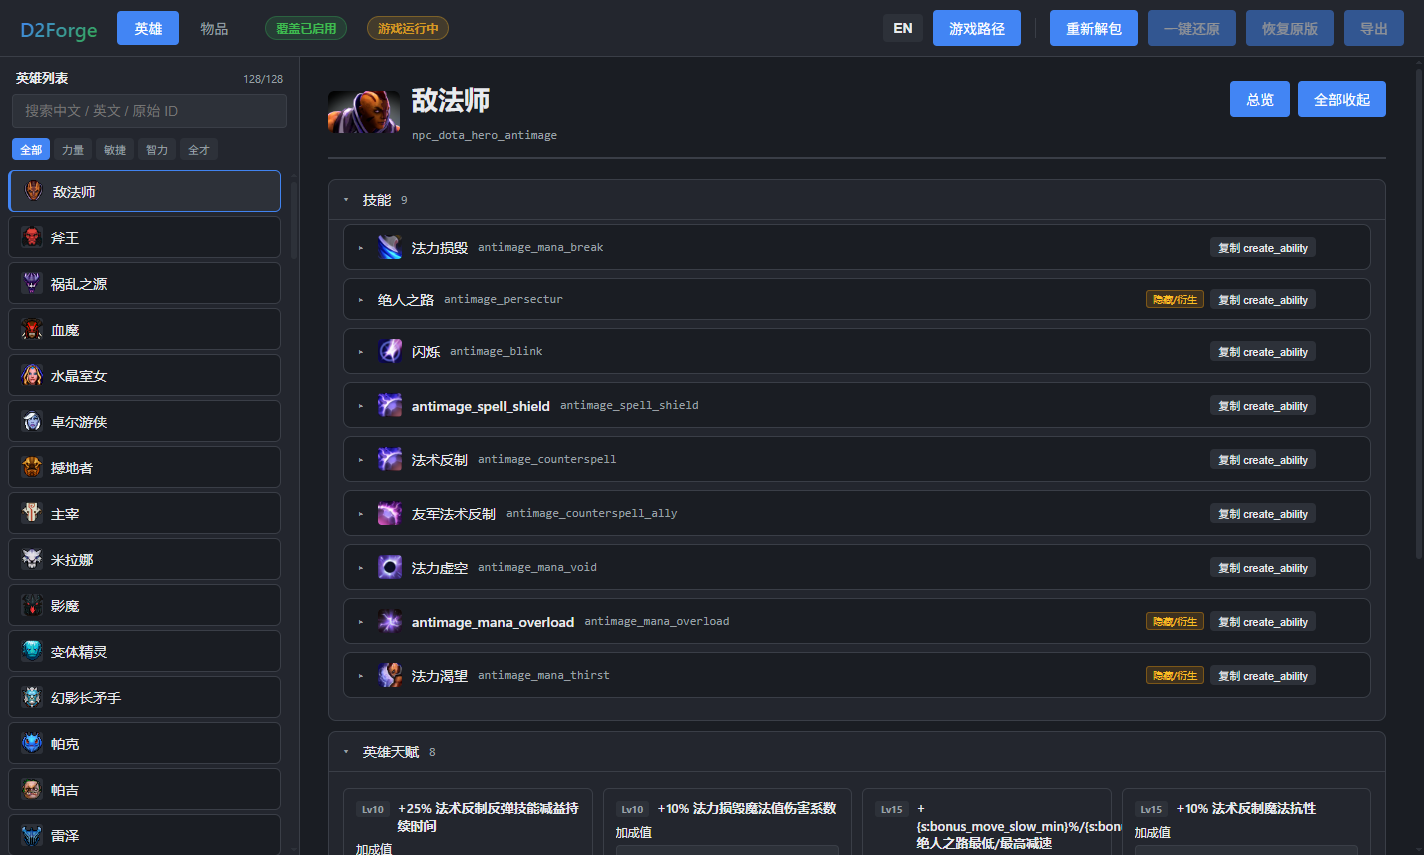 D2Forge 英雄 物品 覆盖已启用 游戏运行中 EN 游戏路径 重新解包 一键还原 恢复原版 导出
英雄列表 128/128
搜索中文 / 英文 / 原始 ID
全部 力量 敏捷 智力 全才
敌法师
斧王
祸乱之源
血魔
水晶室女
卓尔游侠
撼地者
主宰
米拉娜
影魔
变体精灵
幻影长矛手
帕克
帕吉
雷泽
敌法师
npc_dota_hero_antimage
总览 全部收起
技能 9
法力损毁 antimage_mana_break 复制 create_ability
绝人之路 antimage_persectur 隐藏/衍生 复制 create_ability
闪烁 antimage_blink 复制 create_ability
antimage_spell_shield antimage_spell_shield 复制 create_ability
法术反制 antimage_counterspell 复制 create_ability
友军法术反制 antimage_counterspell_ally 复制 create_ability
法力虚空 antimage_mana_void 复制 create_ability
antimage_mana_overload antimage_mana_overload 隐藏/衍生 复制 create_ability
法力渴望 antimage_mana_thirst 隐藏/衍生 复制 create_ability
英雄天赋 8
Lv10 +25% 法术反制反弹技能减益持
续时间
加成值
Lv10 +10% 法力损毁魔法值伤害系数
加成值
Lv15 +
{s:bonus_move_slow_min}%/{s:bonu
绝人之路最低/最高减速
Lv15 +10% 法术反制魔法抗性
加成值